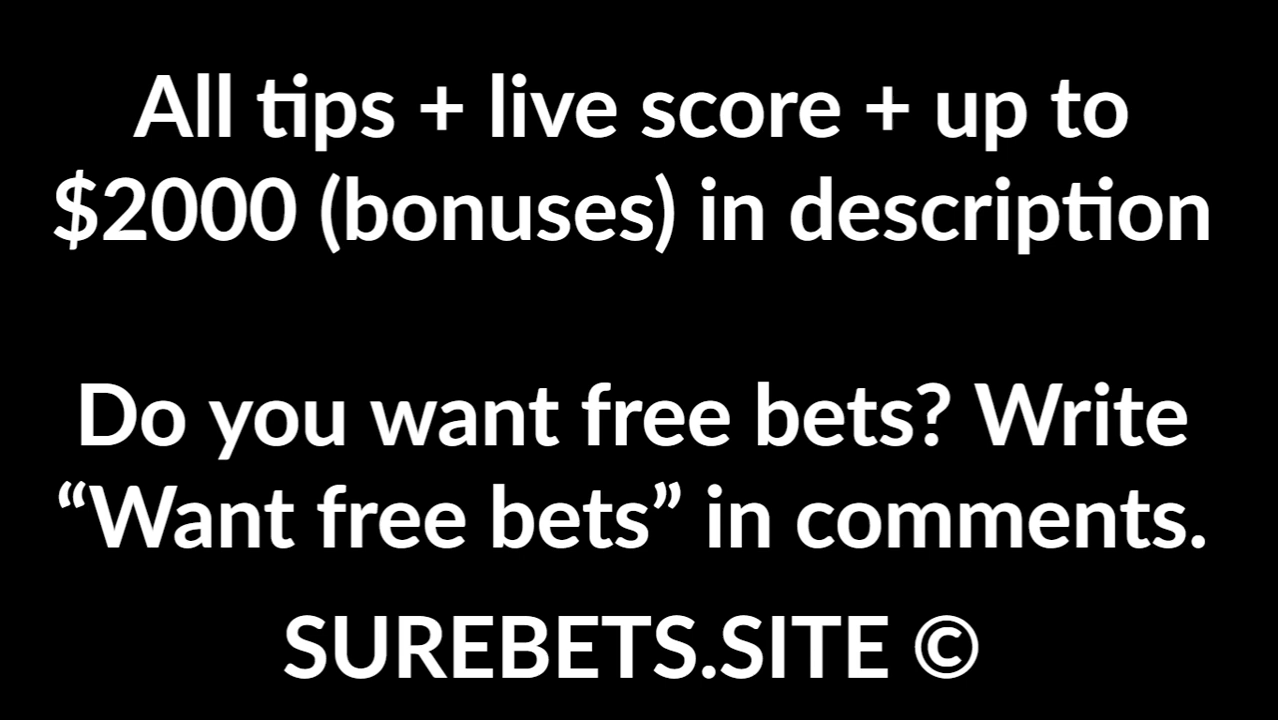 All tips + live score + up to
$2000 (bonuses) in description
Do you want free bets? Write
“Want free bets” in comments.
SUREBETS.SITE ©